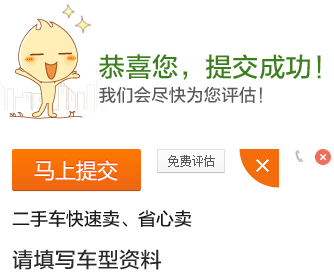 恭喜您，提交成功！
我们会尽快为您评估！
马上提交
免费评估
二手车快速卖、省心卖
请填写车型资料